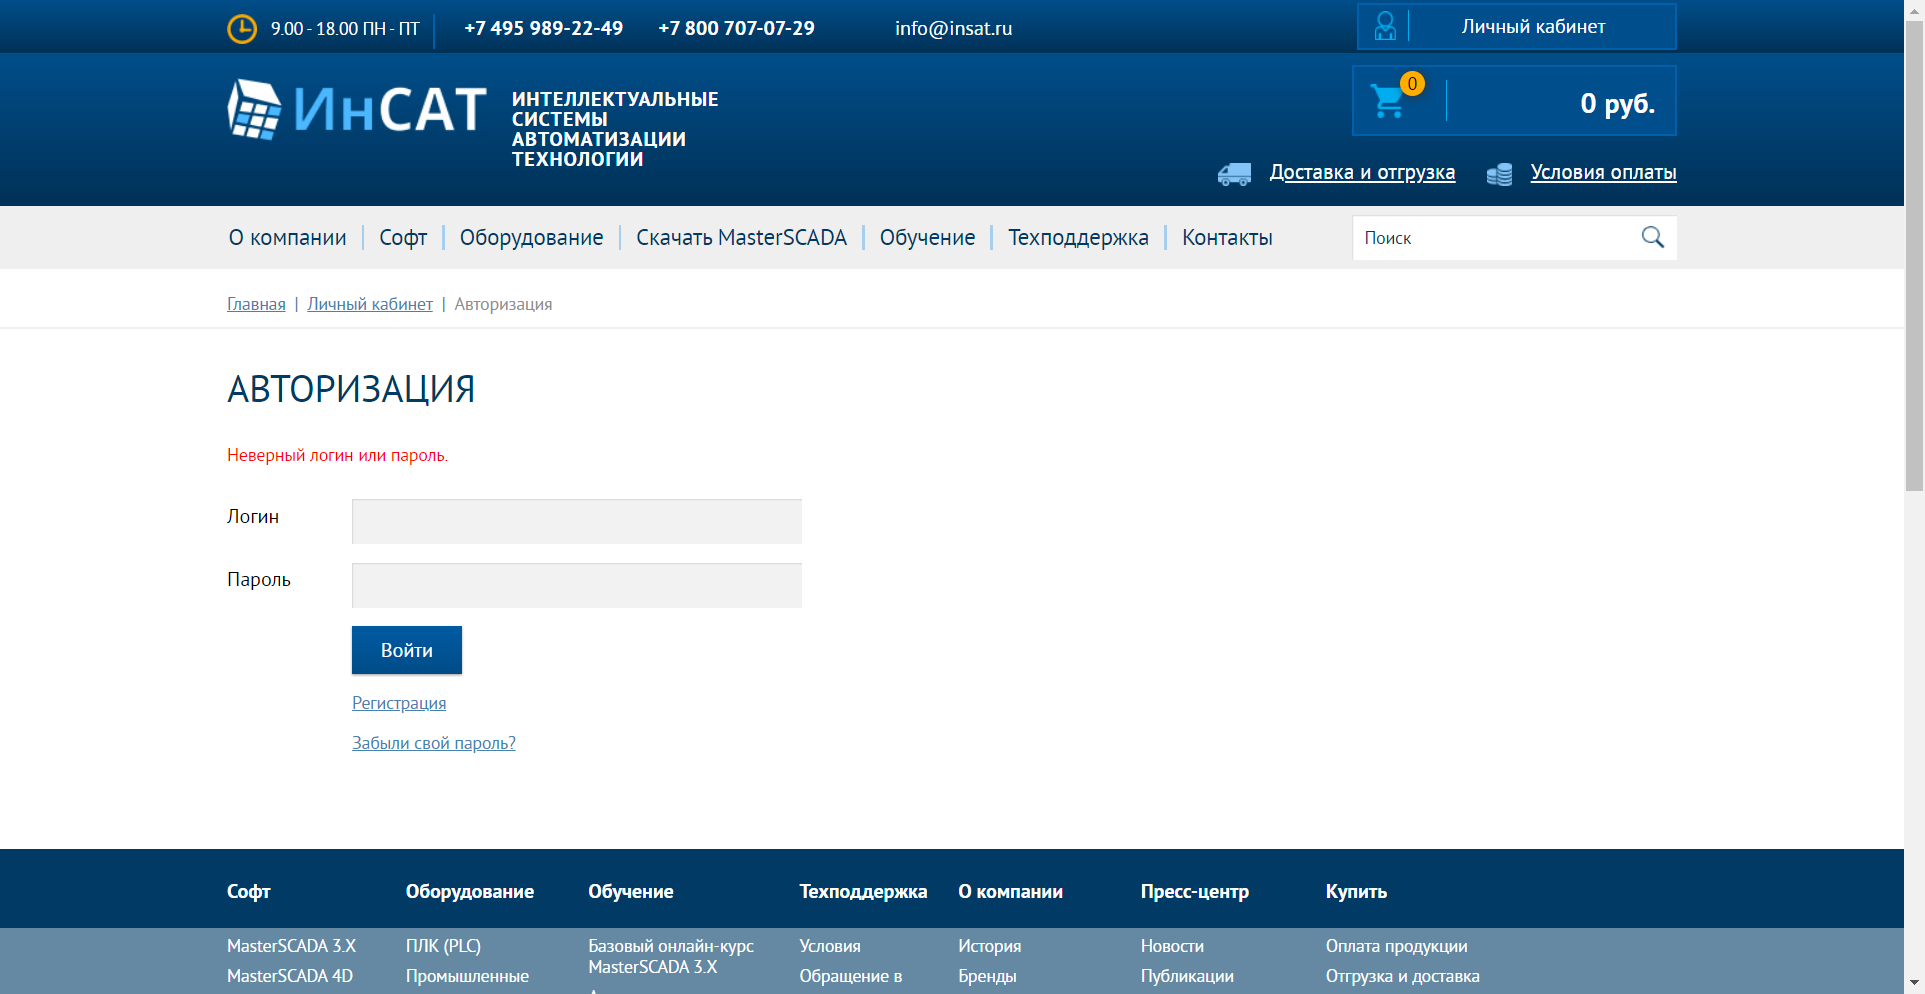 9.00 - 18.00 ПН - ПТ
+7 495 989-22-49
+7 800 707-07-29
info@insat.ru
Личный кабинет
ИнСАТ
ИНТЕЛЛЕКТУАЛЬНЫЕ
СИСТЕМЫ
АВТОМАТИЗАЦИИ
ТЕХНОЛОГИИ
0
0 руб.
Доставка и отгрузка
Условия оплаты
О компании
Софт
Оборудование
Скачать MasterSCADA
Обучение
Техподдержка
Контакты
Поиск
Главная | Личный кабинет | Авторизация
АВТОРИЗАЦИЯ
Неверный логин или пароль.
Логин
Пароль
Войти
Регистрация
Забыли свой пароль?
Софт
Оборудование
Обучение
Техподдержка
О компании
Пресс-центр
Купить
MasterSCADA 3.X
ПЛК (PLC)
Базовый онлайн-курс
MasterSCADA 3.X
Условия
История
Новости
Оплата продукции
MasterSCADA 4D
Промышленные
Обращение в
Бренды
Публикации
Отгрузка и доставка